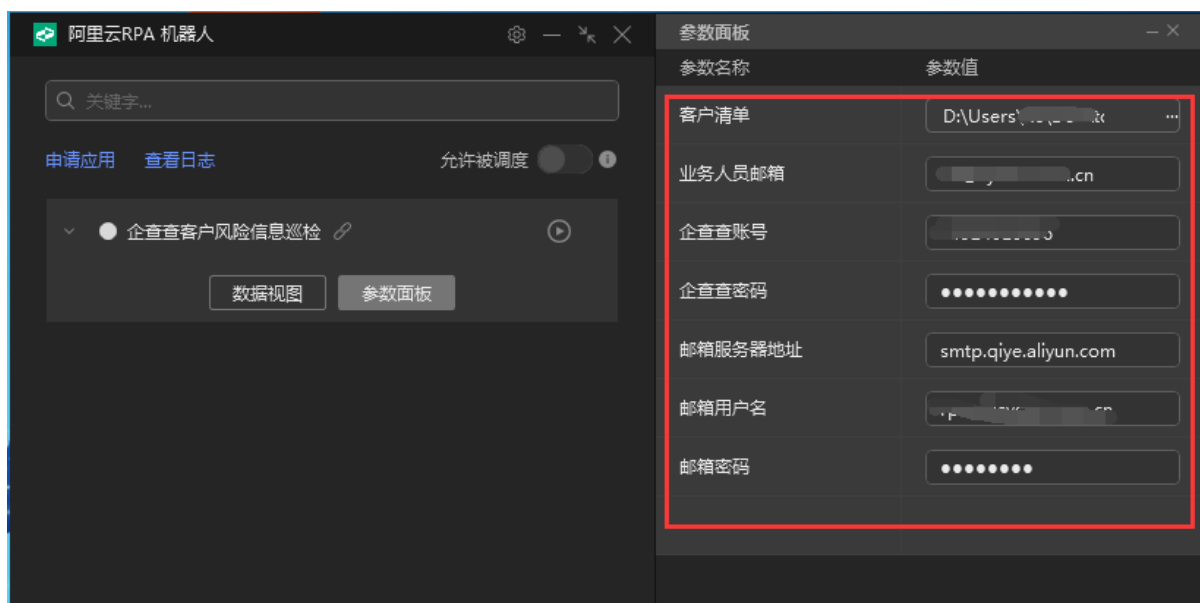 阿里云RPA 机器人
关键字...
申请应用 查看日志 允许被调度
企查查客户风险信息巡检
数据视图 参数面板
参数面板
参数名称 参数值
客户清单 D:\Users\ ...
业务人员邮箱 .cn
企查查账号
企查查密码 ●●●●●●●●●●●
邮箱服务器地址 smtp.qiye.aliyun.com
邮箱用户名
邮箱密码 ●●●●●●●●